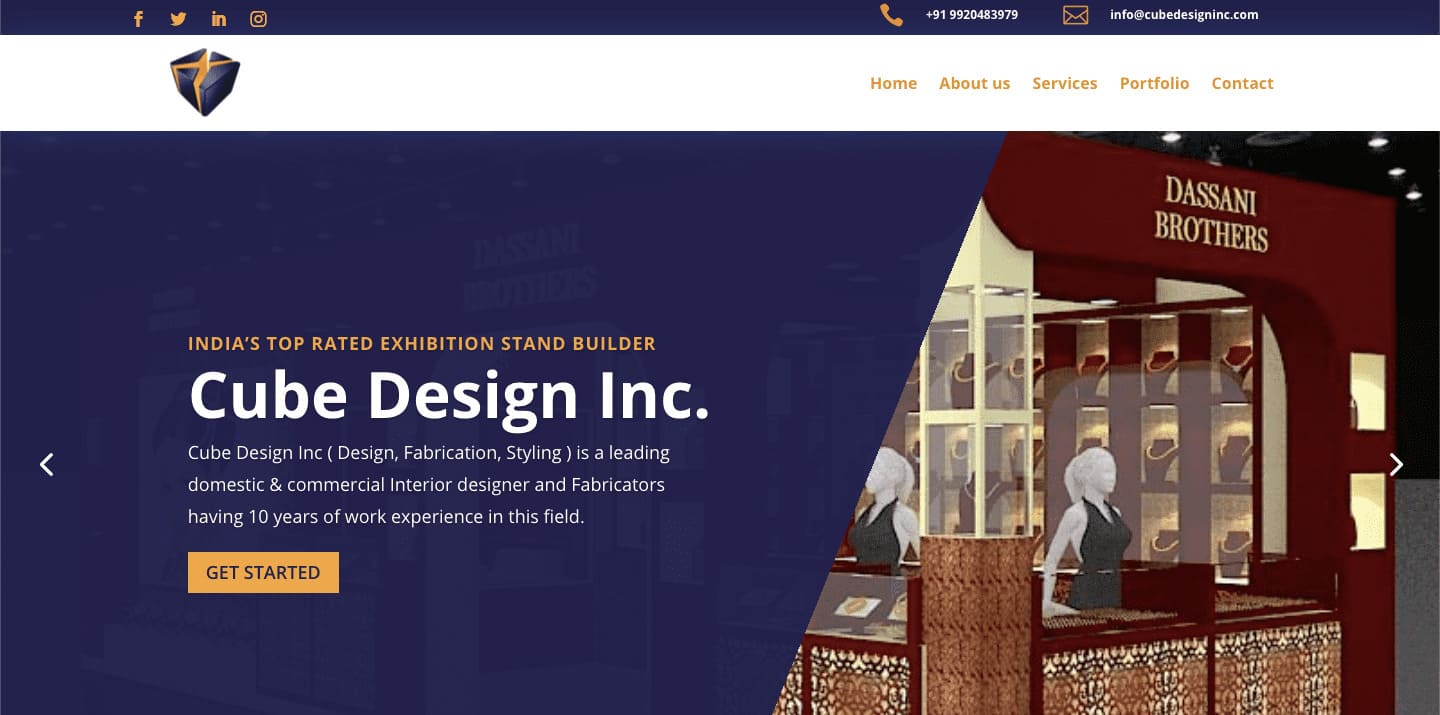 +91 9920483979
info@cubedesigninc.com
Home
About us
Services
Portfolio
Contact
DASSANI
BROTHERS
DASSANI
BROTHERS
INDIA’S TOP RATED EXHIBITION STAND BUILDER
Cube Design Inc.
Cube Design Inc ( Design, Fabrication, Styling ) is a leading
domestic & commercial Interior designer and Fabricators
having 10 years of work experience in this field.
GET STARTED